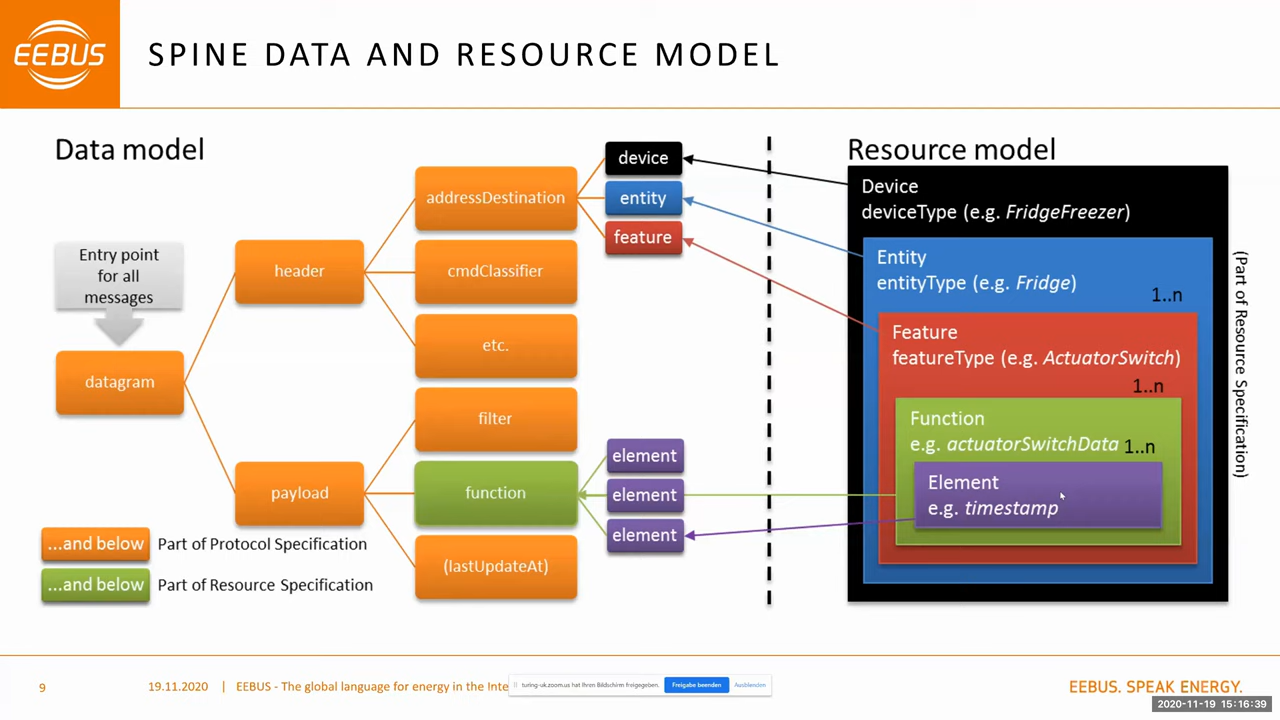 EEBUS
SPINE DATA AND RESOURCE MODEL
Data model
Entry point
for all
messages
datagram
header
payload
addressDestination
cmdClassifier
etc.
filter
function
(lastUpdateAt)
device
entity
feature
element
element
element
...and below
Part of Protocol Specification
...and below
Part of Resource Specification
Resource model
Device
deviceType (e.g. FridgeFreezer)
Entity
entityType (e.g. Fridge)
1..n
Feature
featureType (e.g. ActuatorSwitch)
1..n
Function
e.g. actuatorSwitchData
1..n
Element
e.g. timestamp
(Part of Resource Specification)
9
19.11.2020 | EEBUS - The global language for energy in the Inte
turing-uk.zoom.us hat Ihren Bildschirm freigegeben.
Freigabe beenden
Ausblenden
EEBUS. SPEAK ENERGY.
2020-11-19 15:16:39